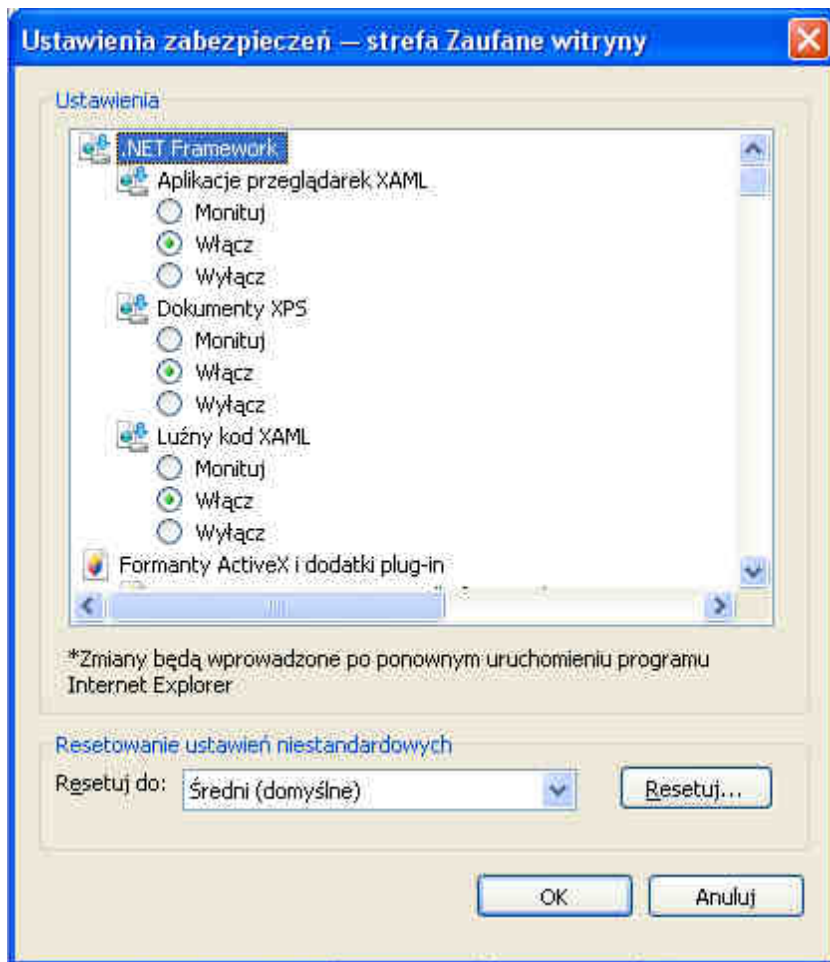 Ustawienia zabezpieczeń — strefa Zaufane witryny
Ustawienia
.NET Framework
Aplikacje przeglądarek XAML
Monituj
Włącz
Wyłącz
Dokumenty XPS
Monituj
Włącz
Wyłącz
Luźny kod XAML
Monituj
Włącz
Wyłącz
Formanty ActiveX i dodatki plug-in
*Zmiany będą wprowadzone po ponownym uruchomieniu programu
Internet Explorer
Resetowanie ustawień niestandardowych
Resetuj do: Średni (domyślne) Resetuj...
OK Anuluj